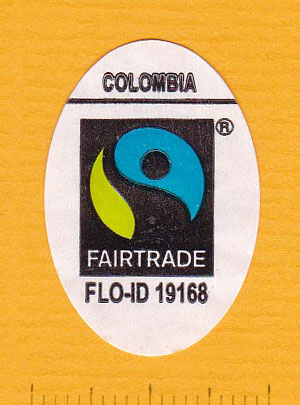 COLOMBIA
®
FAIRTRADE
FLO-ID 19168